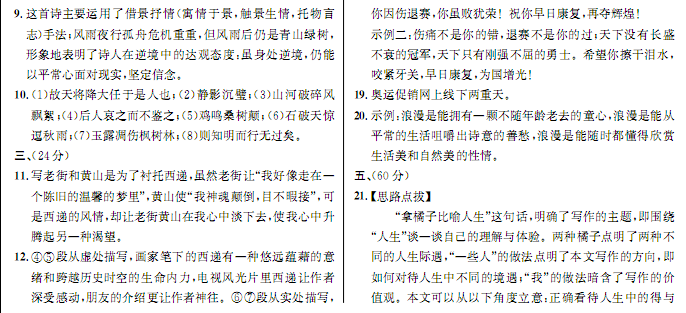 9. 这首诗主要运用了借景抒情(寓情于景,触景生情,托物言
志)手法;风雨夜行孤舟危机重重,但风雨后仍是青山绿树,
形象地表明了诗人在逆境中的达观态度:虽身处逆境,仍能
以平常心面对现实,坚定信念。
10. (1)故天将降大任于是人也;(2)静影沉璧;(3)山河破碎风
飘絮;(4)后人哀之而不鉴之;(5)鸡鸣桑树颠;(6)石破天惊
逗秋雨;(7)玉露凋伤枫树林;(8)则知明而行无过矣。
三、(24分)
11. 写老街和黄山是为了衬托西递,虽然老街让“我好像走在一
个陈旧的温馨的梦里”,黄山使“我神魂颠倒,目不暇接”,可
是西递的风情,却让老街黄山在我心中淡下去,使我心中升
腾起另一种渴望。
12. ④⑤段从虚处描写,画家笔下的西递有一种悠远蕴藉的意
绪和跨越历史时空的生命内力,电视风光片里西递让作者
深受感动,朋友的介绍更让作者神往。⑥⑦段从实处描写,
你因伤退赛,你虽败犹荣!祝你早日康复,再夺辉煌!
示例二:伤痛不是你的错,退赛不是你的过;天下没有长盛
不衰的冠军,天下只有刚强不屈的勇士。希望你擦干泪水,
咬紧牙关,早日康复,为国增光!
19. 奥运促销网上线下两重天。
20. 示例:浪漫是能拥有一颗不随年龄老去的童心,浪漫是能从
平常的生活咀嚼出诗意的善愁,浪漫是能随时都懂得欣赏
生活美和自然美的性情。
五、(60分)
21.【思路点拨】
“拿橘子比喻人生”这句话,明确了写作的主题,即围绕
“人生”谈一谈自己的理解与体验。两种橘子点明了两种不
同的人生际遇,“一些人”的做法点明了本文写作的方向,即
如何对待人生中不同的境遇;“我”的做法暗含了写作的价
值观。本文可以从以下角度立意:正确看待人生中的得与